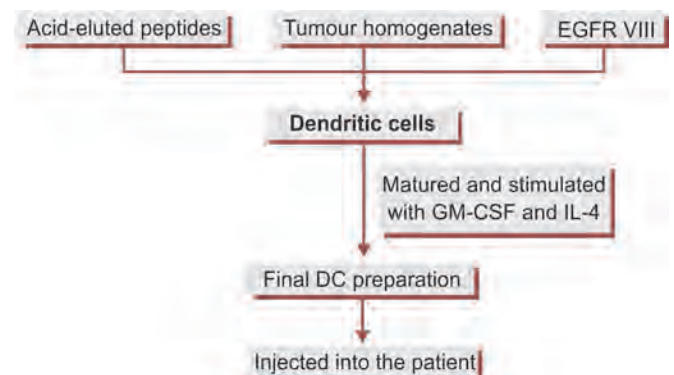 Acid-eluted peptides
Tumour homogenates
EGFR VIII
Dendritic cells
Matured and stimulated
with GM-CSF and IL-4
Final DC preparation
Injected into the patient